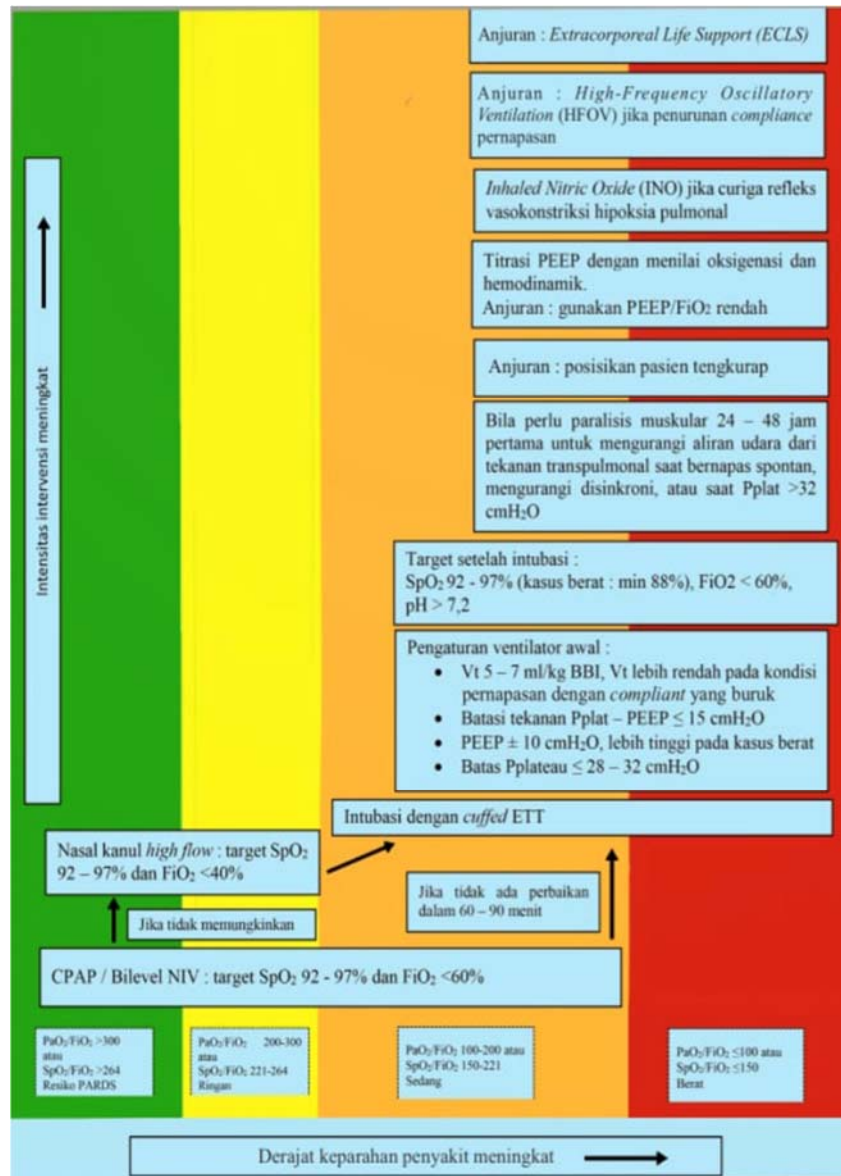 Anjuran : Extracorporeal Life Support (ECLS)
Anjuran : High-Frequency Oscillatory
Ventilation (HFOV) jika penurunan compliance
pernapasan
Inhaled Nitric Oxide (INO) jika curiga refleks
vasokonstriksi hipoksia pulmonal
Titrasi PEEP dengan menilai oksigenasi dan
hemodinamik.
Anjuran : gunakan PEEP/FiO₂ rendah
Anjuran : posisikan pasien tengkurap
Bila perlu paralisis muskular 24 – 48 jam
pertama untuk mengurangi aliran udara dari
tekanan transpulmonal saat bernapas spontan,
mengurangi disinkroni, atau saat Pplat >32
cmH₂O
Target setelah intubasi :
SpO₂ 92 - 97% (kasus berat : min 88%), FiO2 < 60%,
pH > 7,2
Pengaturan ventilator awal :
• Vt 5 – 7 ml/kg BBI, Vt lebih rendah pada kondisi
pernapasan dengan compliant yang buruk
• Batasi tekanan Pplat – PEEP ≤ 15 cmH₂O
• PEEP ± 10 cmH₂O, lebih tinggi pada kasus berat
• Batas Pplateau ≤ 28 – 32 cmH₂O
Intensitas intervensi meningkat
Intubasi dengan cuffed ETT
Nasal kanul high flow : target SpO₂
92 – 97% dan FiO₂ <40%
Jika tidak ada perbaikan
dalam 60 – 90 menit
Jika tidak memungkinkan
CPAP / Bilevel NIV : target SpO₂ 92 - 97% dan FiO₂ <60%
PaO₂/FiO₂ >300
atau
SpO₂/FiO₂ >264
Resiko PARDS
PaO₂/FiO₂ 200-300
atau
SpO₂/FiO₂ 221-264
Ringan
PaO₂/FiO₂ 100-200 atau
SpO₂/FiO₂ 150-221
Sedang
PaO₂/FiO₂ ≤100 atau
SpO₂/FiO₂ ≤150
Berat
Derajat keparahan penyakit meningkat